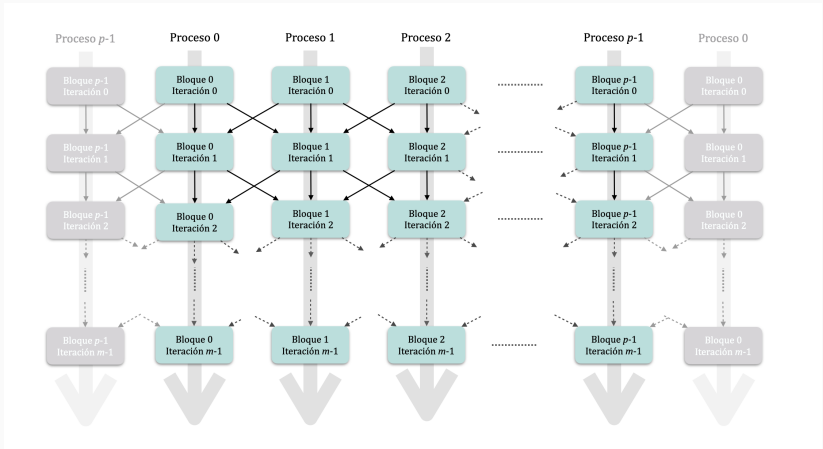 Proceso p-1
Proceso 0
Proceso 1
Proceso 2
Proceso p-1
Proceso 0
Bloque p-1
Iteración 0
Bloque 0
Iteración 0
Bloque 1
Iteración 0
Bloque 2
Iteración 0
Bloque p-1
Iteración 0
Bloque 0
Iteración 0
Bloque p-1
Iteración 1
Bloque 0
Iteración 1
Bloque 1
Iteración 1
Bloque 2
Iteración 1
Bloque p-1
Iteración 1
Bloque 0
Iteración 1
Bloque p-1
Iteración 2
Bloque 0
Iteración 2
Bloque 1
Iteración 2
Bloque 2
Iteración 2
Bloque p-1
Iteración 2
Bloque 0
Iteración 2
Bloque p-1
Iteración m-1
Bloque 0
Iteración m-1
Bloque 1
Iteración m-1
Bloque 2
Iteración m-1
Bloque p-1
Iteración m-1
Bloque 0
Iteración m-1